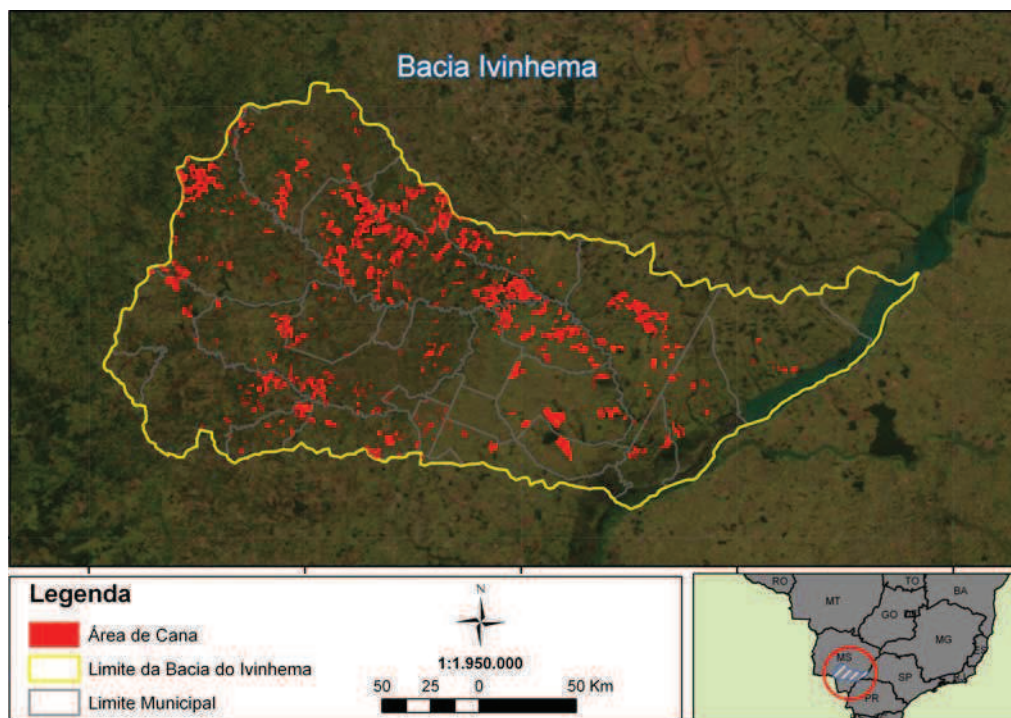 Bacia Ivinhema
Legenda
Área de Cana
Limite da Bacia do Ivinhema
Limite Municipal
N
1:1.950.000
50 25 0 50 Km
RO
TO
BA
MT
GO
MG
MS
SP
PR